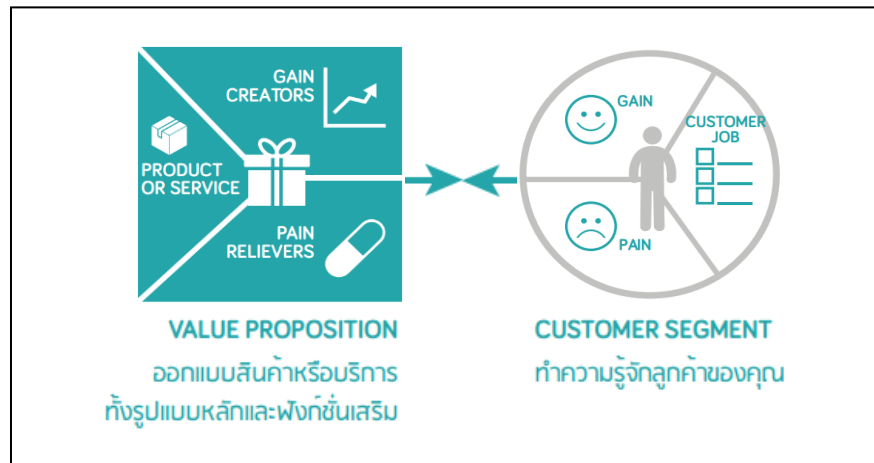 GAIN
CREATORS
PRODUCT
OR SERVICE
PAIN
RELIEVERS
GAIN
CUSTOMER
JOB
PAIN
VALUE PROPOSITION
ออกแบบสินค้าหรือบริการ
ทั้งรูปแบบหลักและฟังก์ชั่นเสริม
CUSTOMER SEGMENT
ทำความรู้จักลูกค้าของคุณ